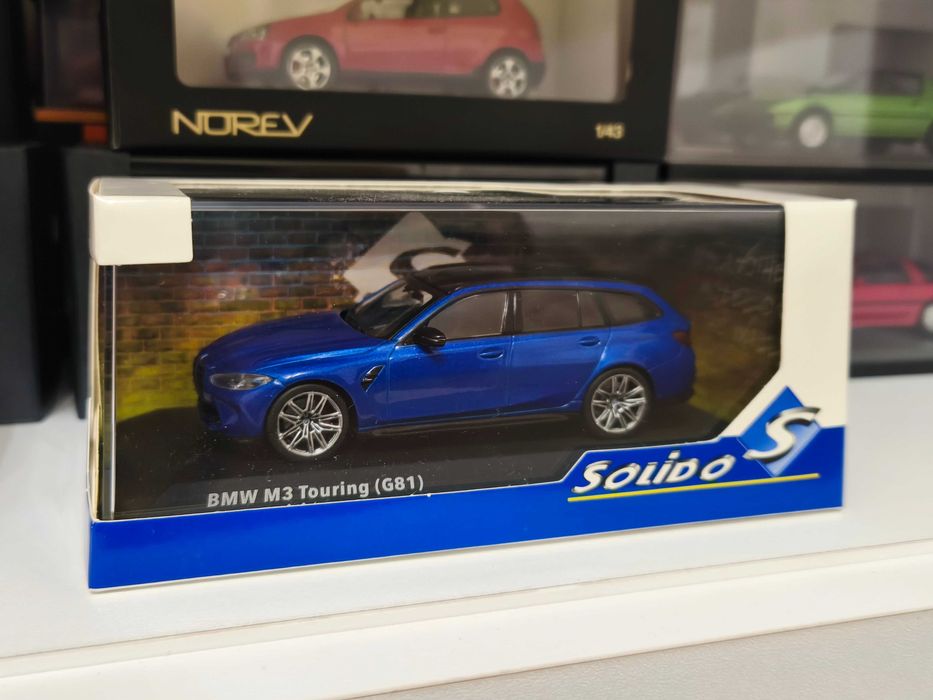 NOREV
1/43
BMW M3 Touring (G81)
SOLIDO